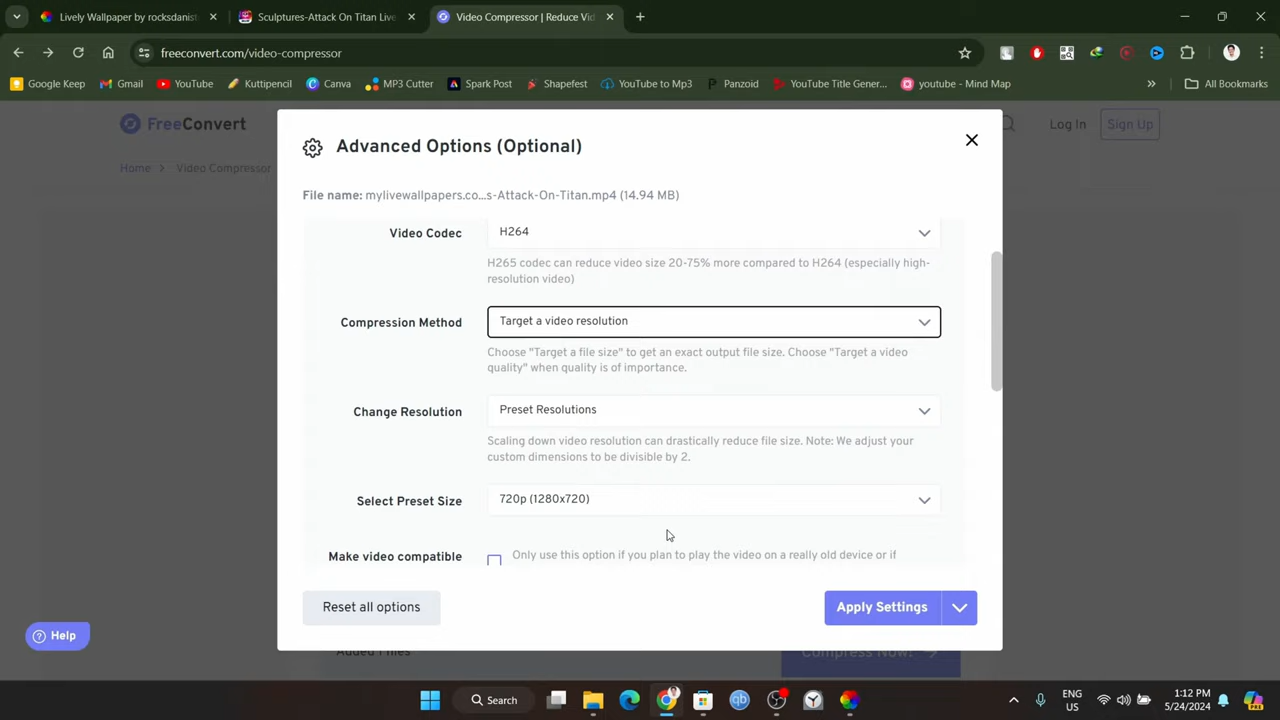 Lively Wallpaper by rocksdanist
Sculptures-Attack On Titan Live
Video Compressor | Reduce Vid
freeconvert.com/video-compressor
Google Keep
Gmail
YouTube
Kuttipencil
Canva
MP3 Cutter
Spark Post
Shapefest
YouTube to Mp3
Panzoid
YouTube Title Gener...
youtube - Mind Map
All Bookmarks
FreeConvert
Log In
Sign Up
Home
Video Compressor
Advanced Options (Optional)
File name: mylivewallpapers.co...s-Attack-On-Titan.mp4 (14.94 MB)
Video Codec
H264
H265 codec can reduce video size 20-75% more compared to H264 (especially high-
resolution video)
Compression Method
Target a video resolution
Choose "Target a file size" to get an exact output file size. Choose "Target a video
quality" when quality is of importance.
Change Resolution
Preset Resolutions
Scaling down video resolution can drastically reduce file size. Note: We adjust your
custom dimensions to be divisible by 2.
Select Preset Size
720p (1280x720)
Make video compatible
Only use this option if you plan to play the video on a really old device or if
Reset all options
Apply Settings
Help
Added Files
Compress Now!
Search
qb
ENG
US
1:12 PM
5/24/2024